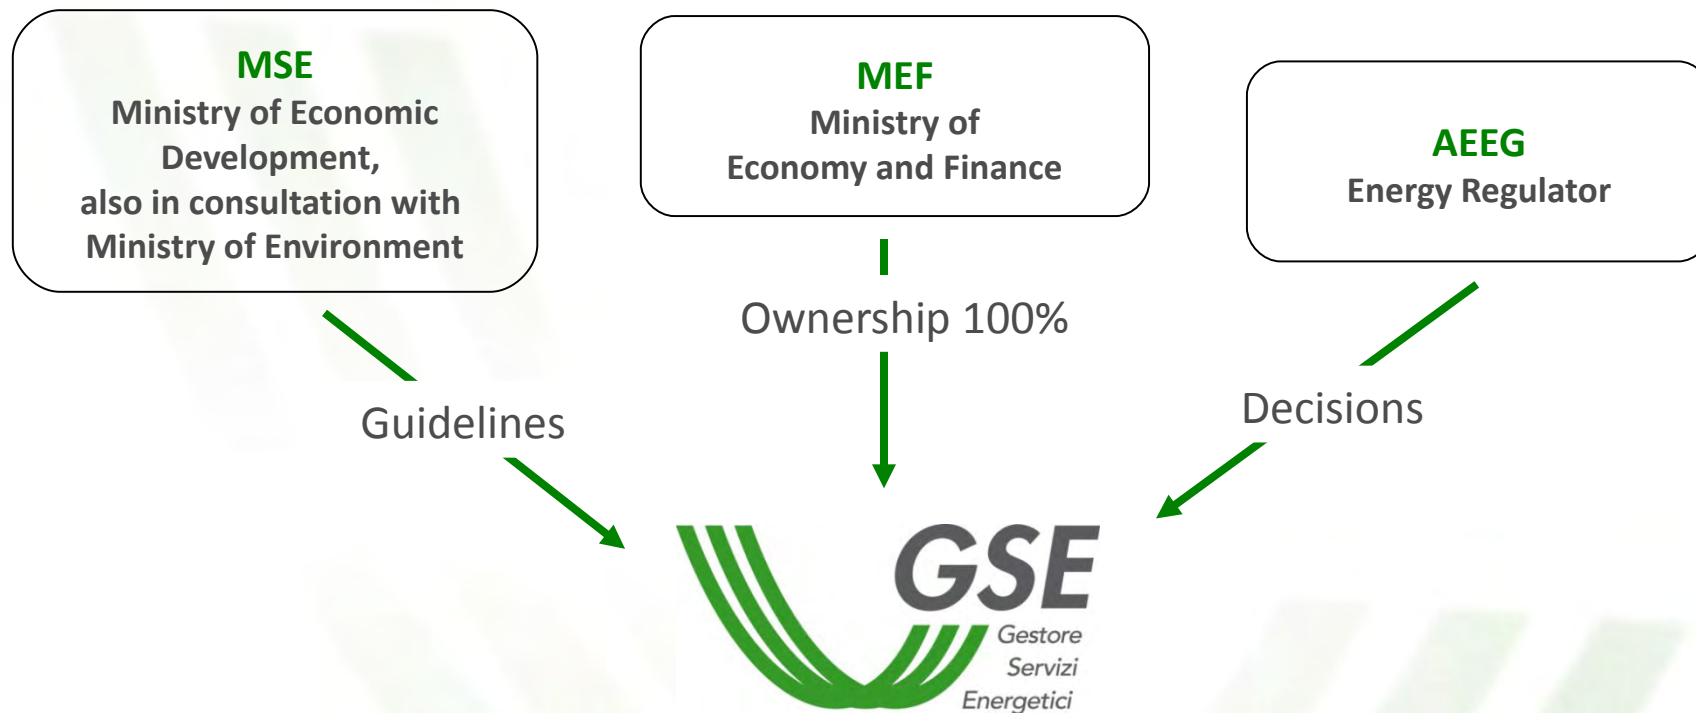 MSE
Ministry of Economic
Development,
also in consultation with
Ministry of Environment
MEF
Ministry of
Economy and Finance
AEEG
Energy Regulator
Ownership 100%
Guidelines
Decisions
GSE
Gestore
Servizi
Energetici